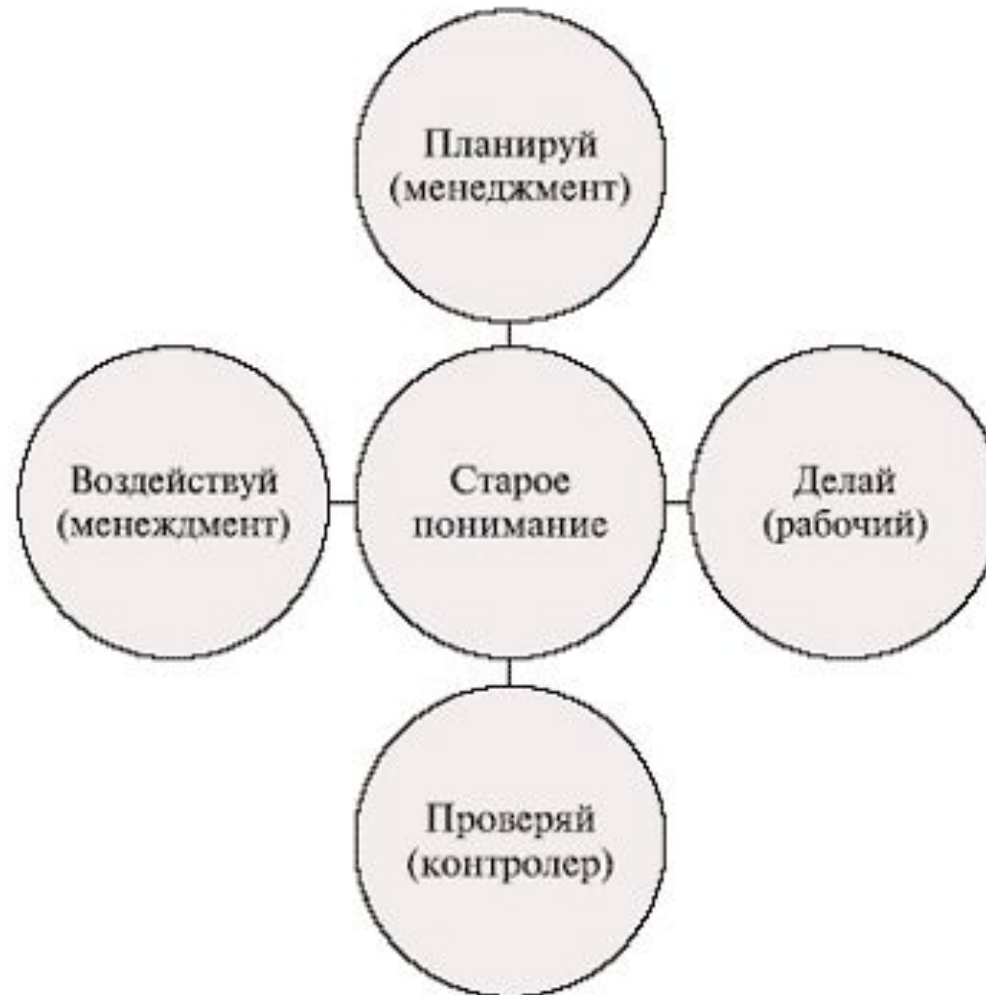 Планируй
(менеджмент)
Воздействуй
(менеждмент)
Старое
понимание
Делай
(рабочий)
Проверяй
(контролер)